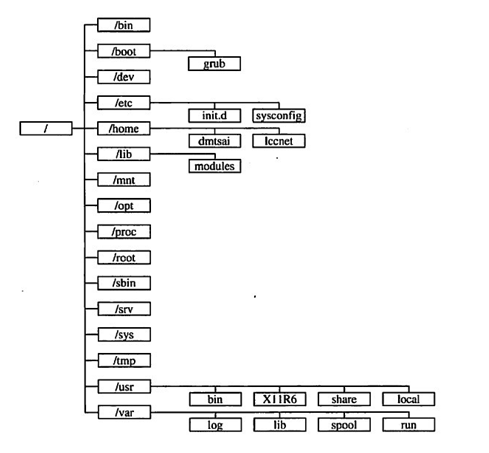 /bin
/boot
grub
/dev
/etc
init.d sysconfig
/ /home
dmtsai lccnet
/lib
modules
/mnt
/opt
/proc
/root
/sbin
/srv
/sys
/tmp
/usr
bin X11R6 share local
/var
log lib spool run